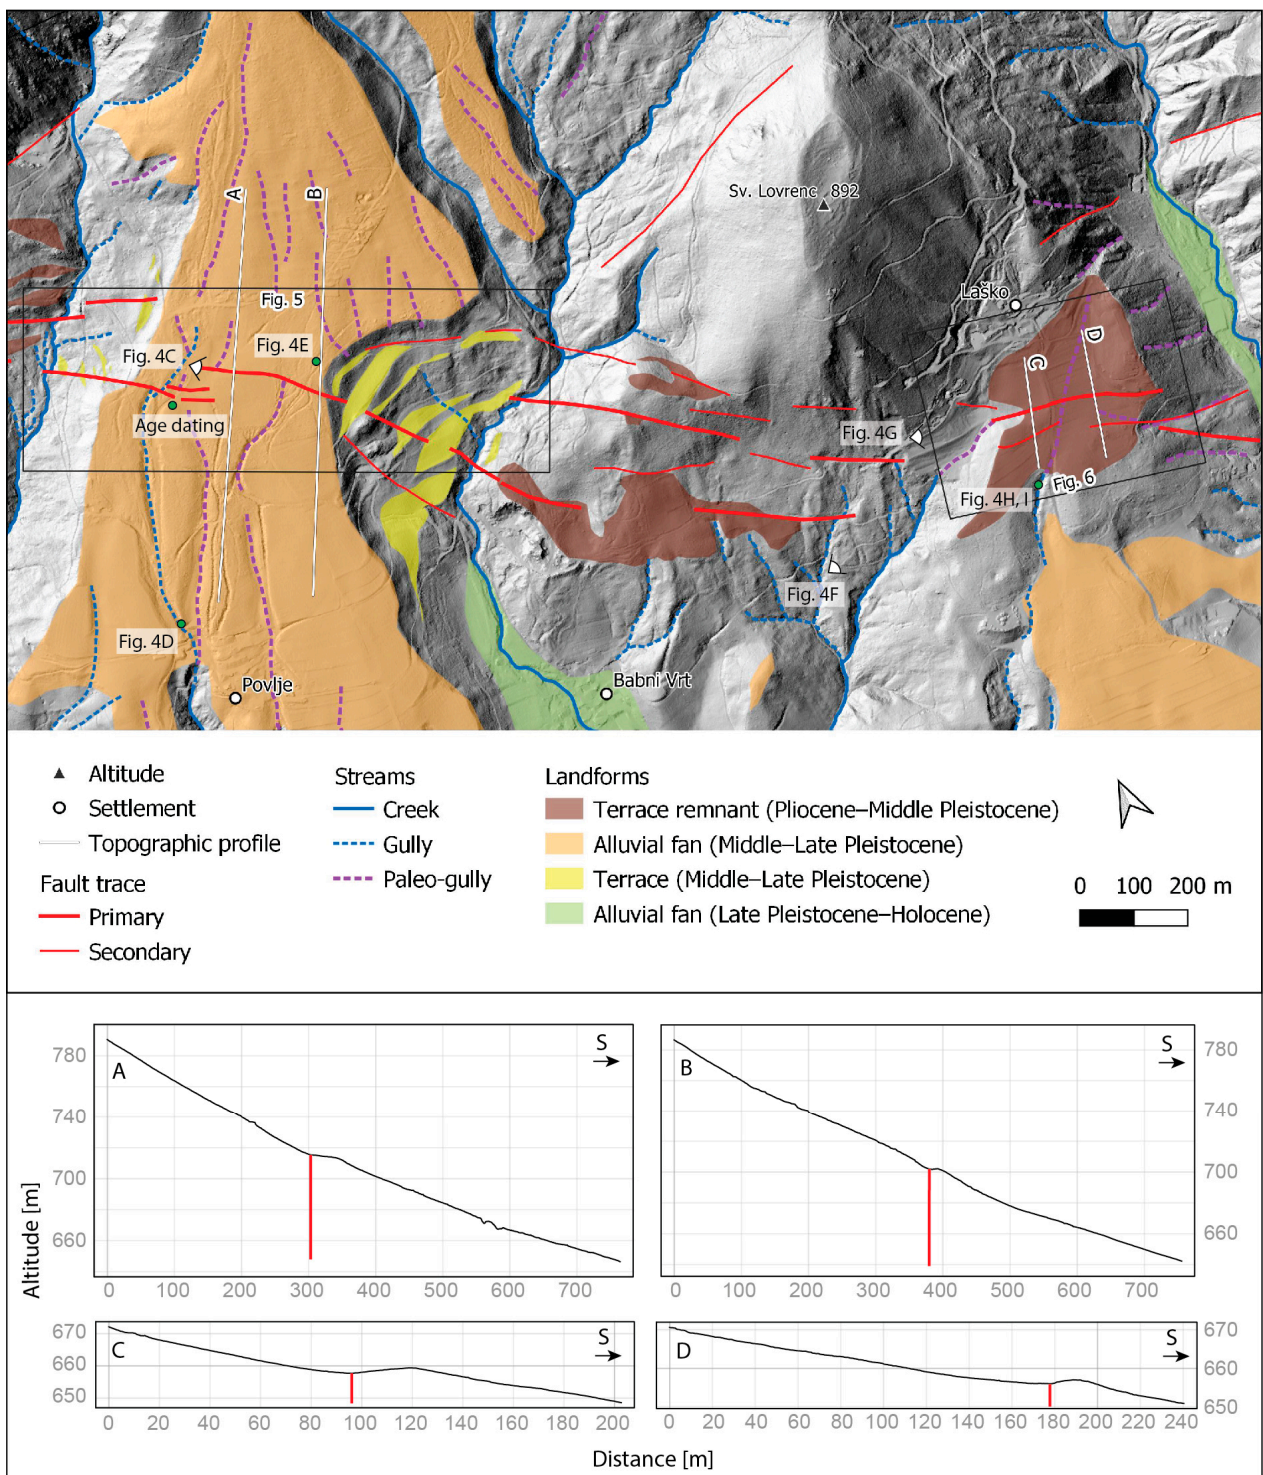 A
B
Sv. Lovrenc 892
Fig. 5
Laško
Fig. 4C
Fig. 4E
C
D
Age dating
Fig. 4G
Fig. 4H, I
Fig. 6
Fig. 4F
Fig. 4D
Povlje
Babni Vrt
Altitude
Settlement
Topographic profile
Fault trace
Primary
Secondary
Streams
Creek
Gully
Paleo-gully
Landforms
Terrace remnant (Pliocene–Middle Pleistocene)
Alluvial fan (Middle–Late Pleistocene)
Terrace (Middle–Late Pleistocene)
Alluvial fan (Late Pleistocene–Holocene)
0 100 200 m
Altitude [m]
780
740
700
660
A
S
0 100 200 300 400 500 600 700
B
S
780
740
700
660
0 100 200 300 400 500 600 700
670
660
650
C
S
0 20 40 60 80 100 120 140 160 180 200
D
S
670
660
650
0 20 40 60 80 100 120 140 160 180 200 220 240
Distance [m]